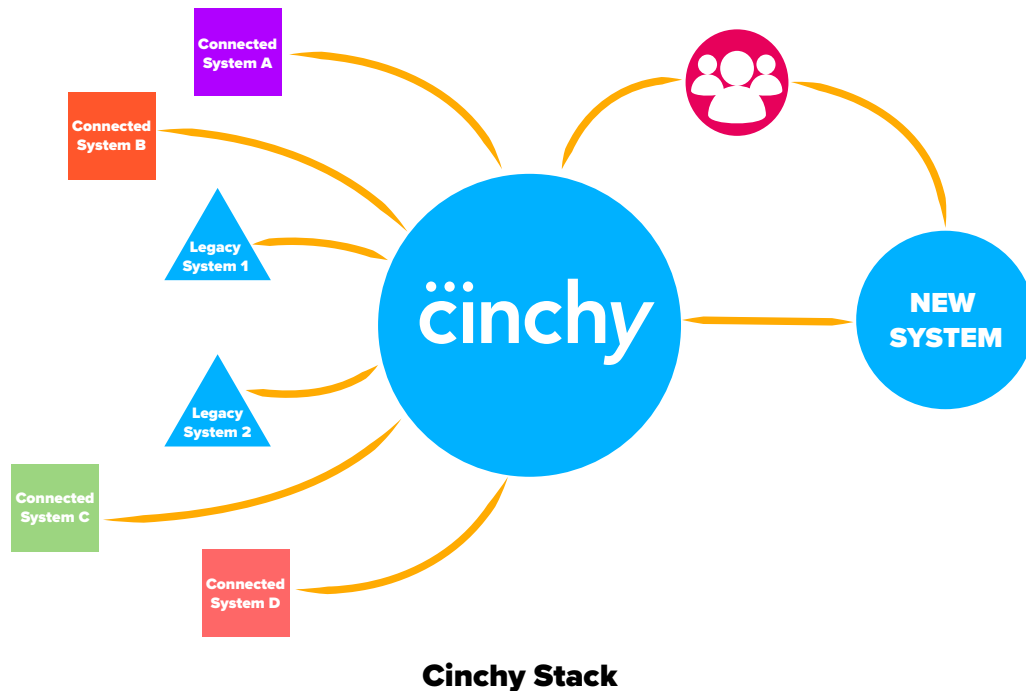 Connected
System A
Connected
System B
Legacy
System 1
cinchy
NEW
SYSTEM
Legacy
System 2
Connected
System C
Connected
System D
Cinchy Stack